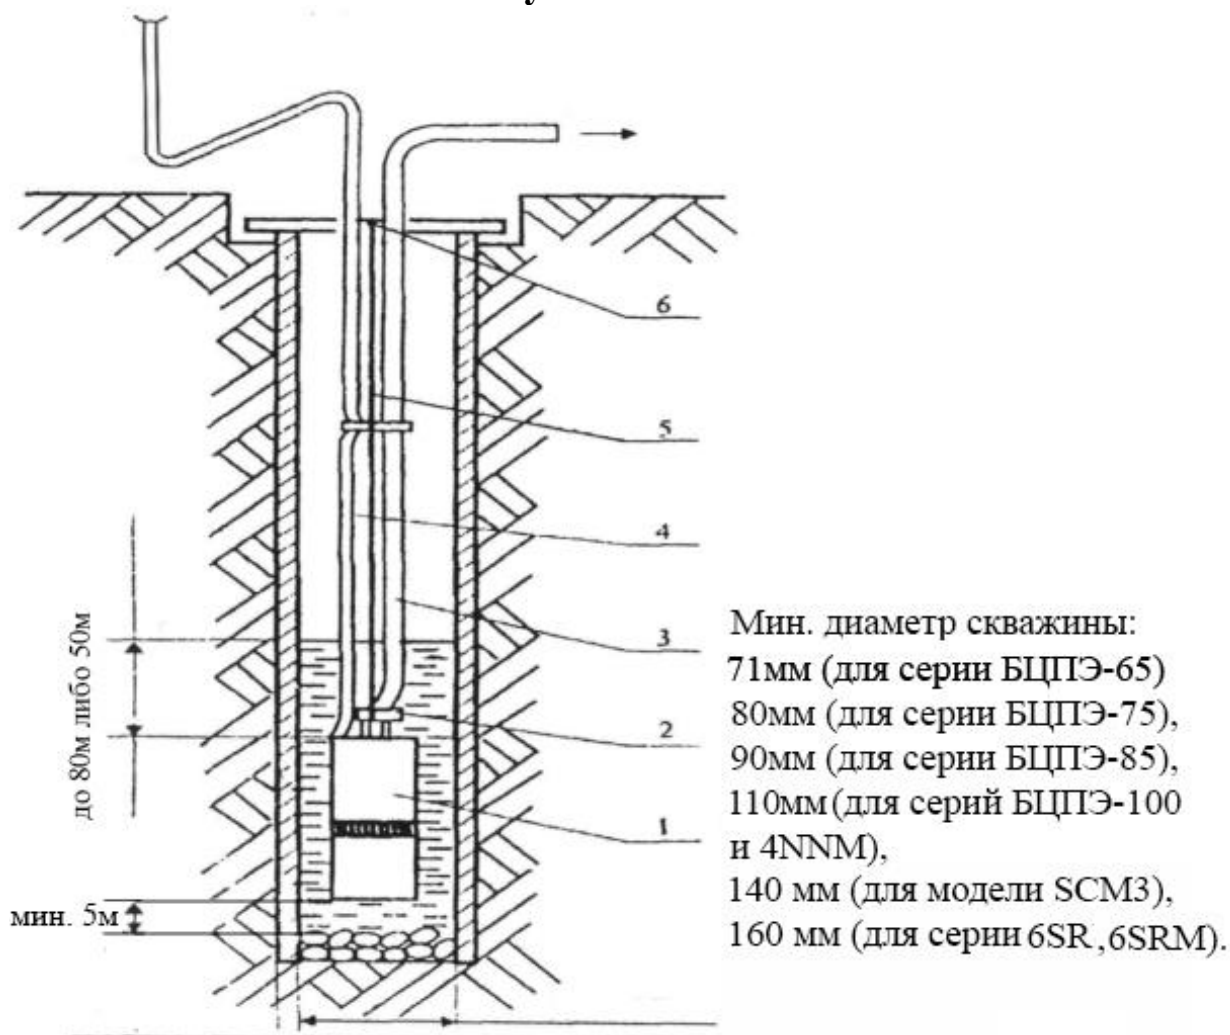 6
5
4
3
2
1
до 80м либо 50м
мин. 5м
Мин. диаметр скважины:
71мм (для серии БЦПЭ-65)
80мм (для серии БЦПЭ-75),
90мм (для серии БЦПЭ-85),
110мм (для серий БЦПЭ-100
и 4NNM),
140 мм (для модели SCM3),
160 мм (для серии 6SR ,6SRM).